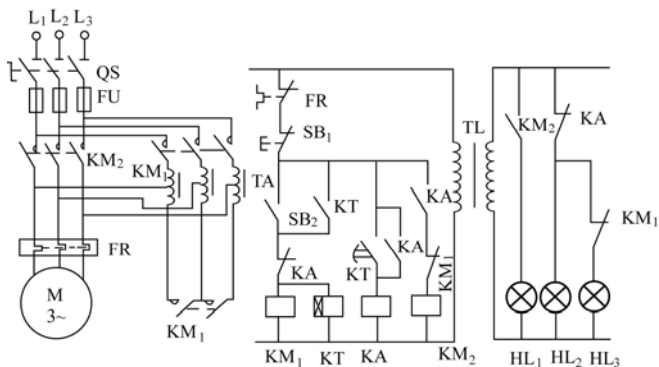 L₁ L₂ L₃
QS
FU
KM₂
KM₁
TA
FR
M
3~
KM₁
FR
SB₁
SB₂
KT
KA
KA
KT
KA
KM₁
KM₁
KT
KA
KM₂
TL
KM₂
KA
KM₁
HL₁
HL₂
HL₃